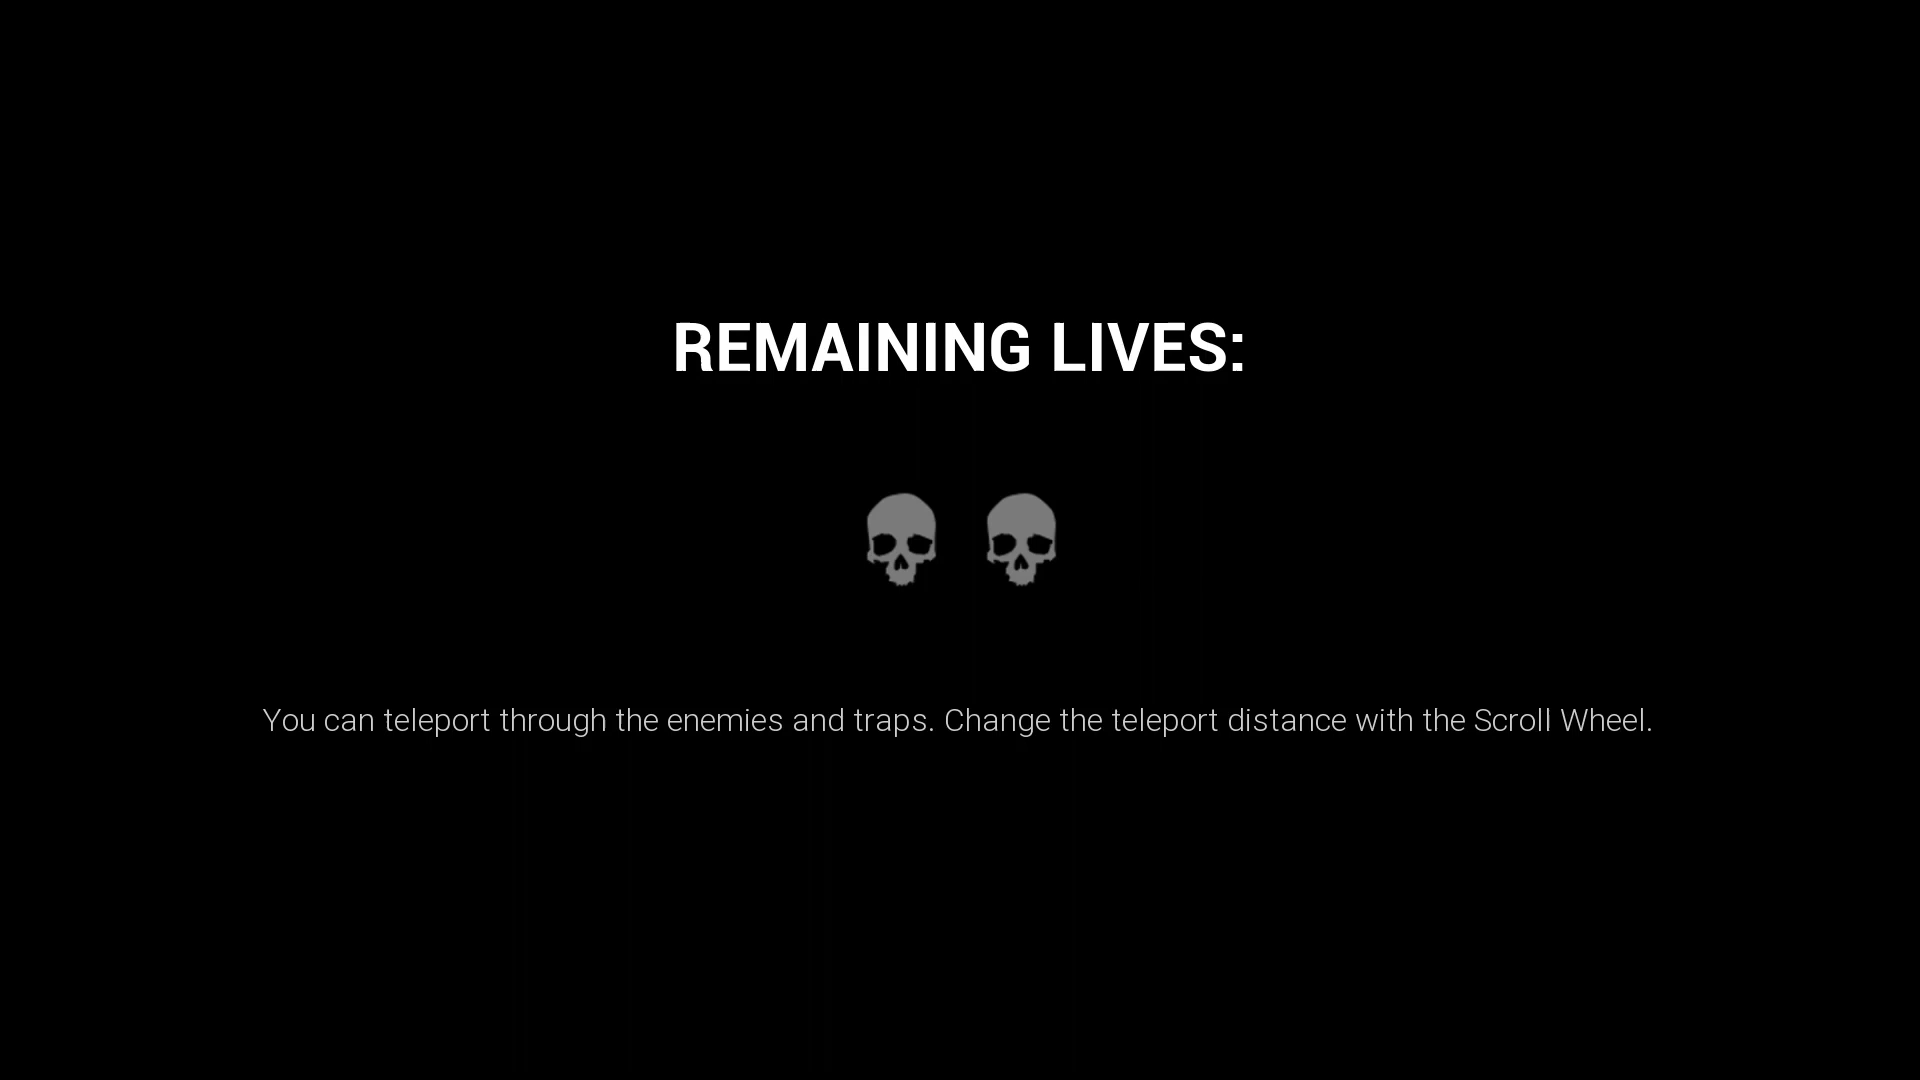 REMAINING LIVES:
You can teleport through the enemies and traps. Change the teleport distance with the Scroll Wheel.